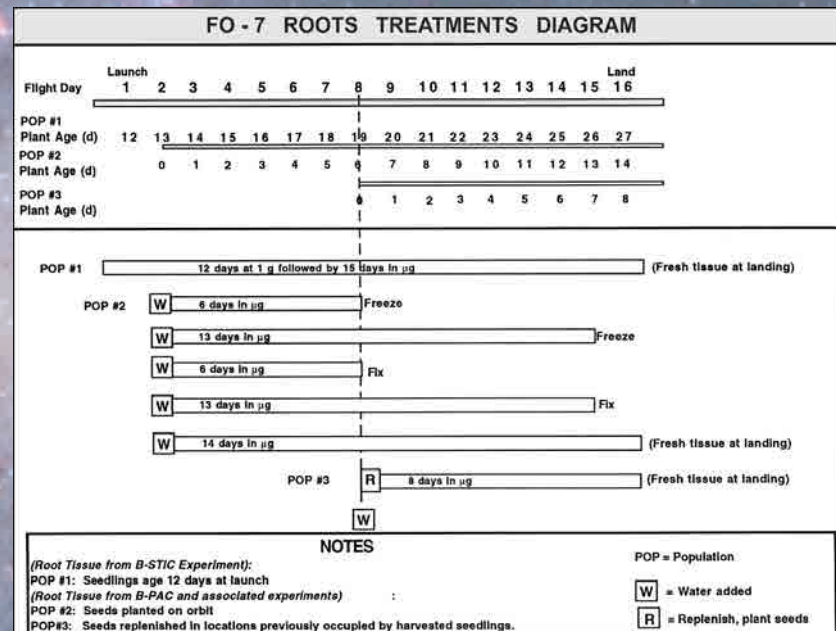 FO - 7 ROOTS TREATMENTS DIAGRAM
Launch Land
Flight Day 1 2 3 4 5 6 7 8 9 10 11 12 13 14 15 16
POP #1
Plant Age (d) 12 13 14 15 16 17 18 19 20 21 22 23 24 25 26 27
POP #2
Plant Age (d) 0 1 2 3 4 5 6 7 8 9 10 11 12 13 14
POP #3
Plant Age (d) 0 1 2 3 4 5 6 7 8
POP #1 12 days at 1 g followed by 15 days in µg (Fresh tissue at landing)
POP #2 W 6 days in µg Freeze
W 13 days in µg Freeze
W 6 days in µg Fix
W 13 days in µg Fix
W 14 days in µg (Fresh tissue at landing)
POP #3 R 8 days in µg (Fresh tissue at landing)
W
NOTES
(Root Tissue from B-STIC Experiment):
POP #1: Seedlings age 12 days at launch
(Root Tissue from B-PAC and associated experiments) :
POP #2: Seeds planted on orbit
POP#3: Seeds replenished in locations previously occupied by harvested seedlings.
POP = Population
W = Water added
R = Replenish, plant seeds